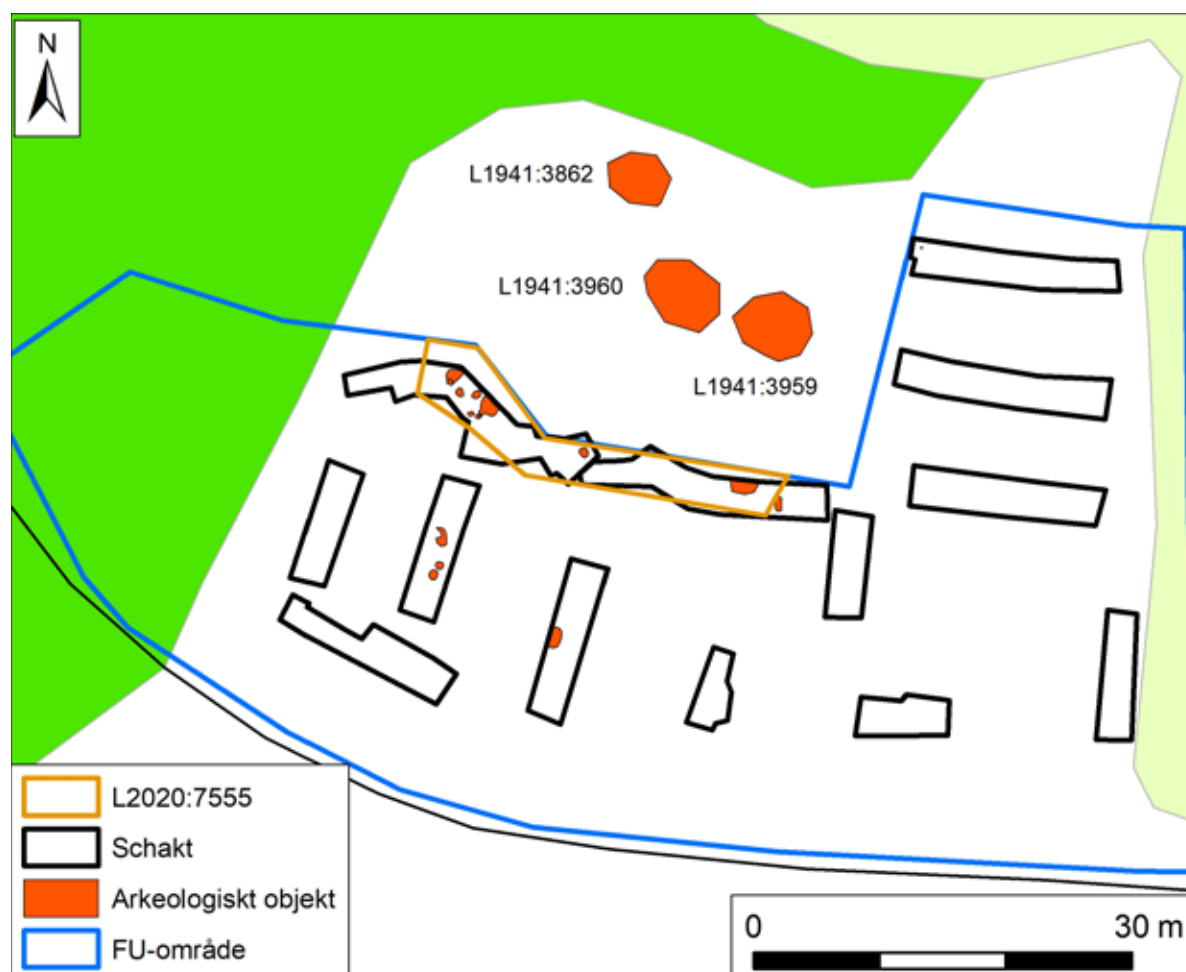 N
L1941:3862
L1941:3960
L1941:3959
L2020:7555
Schakt
Arkeologiskt objekt
FU-område
0 30 m